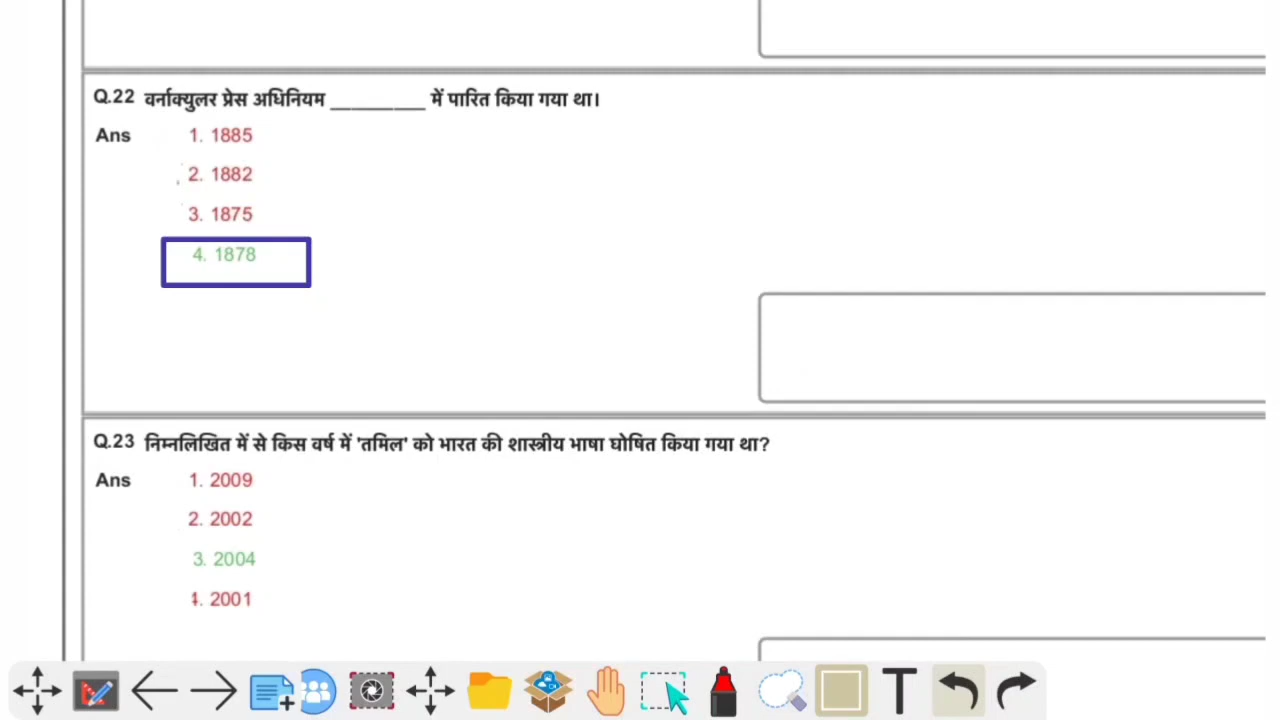 Q.22 वर्नाक्युलर प्रेस अधिनियम __________ में पारित किया गया था।
Ans 1. 1885
2. 1882
3. 1875
4. 1878
Q.23 निम्नलिखित में से किस वर्ष में 'तमिल' को भारत की शास्त्रीय भाषा घोषित किया गया था?
Ans 1. 2009
2. 2002
3. 2004
4. 2001
T